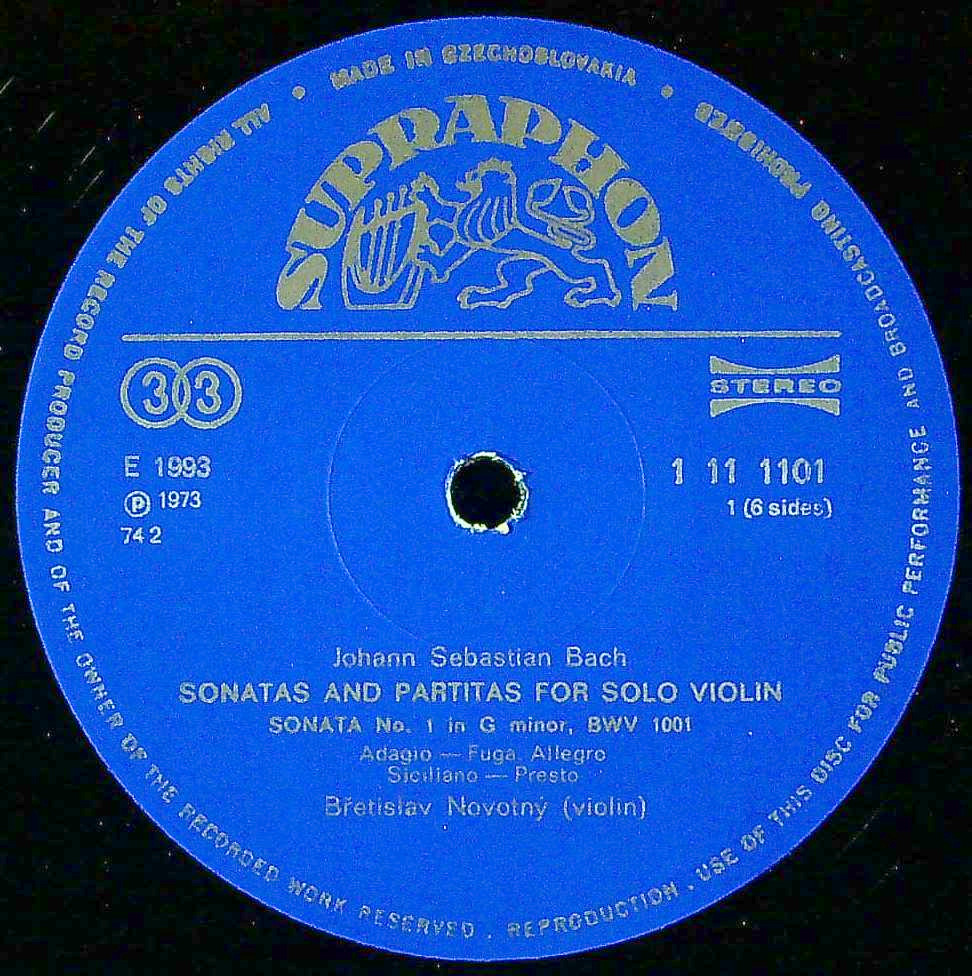 MADE IN CZECHOSLOVAKIA
ALL RIGHTS OF THE RECORD PRODUCER AND OF THE OWNER OF THE RECORDED WORK RESERVED . REPRODUCTION . USE OF THIS DISC FOR PUBLIC PERFORMANCE AND BROADCASTING PROHIBITED
SUPRAPHON
33
STEREO
E 1993
1 11 1101
℗ 1973
1 (6 sides)
74 2
Johann Sebastian Bach
SONATAS AND PARTITAS FOR SOLO VIOLIN
SONATA No. 1 in G minor, BWV 1001
Adagio — Fuga. Allegro
Siciliano — Presto
Břetislav Novotný (violin)